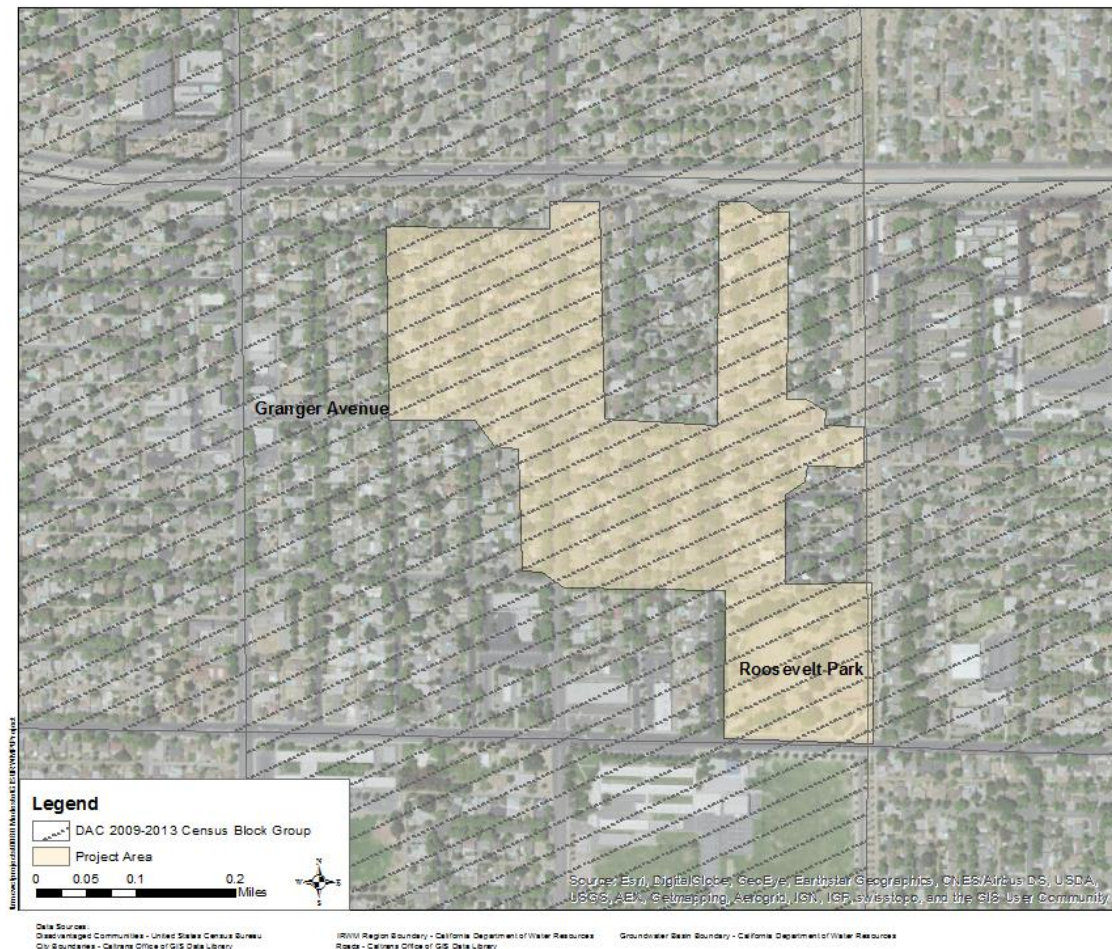 Granger Avenue
Roosevelt Park
Legend
DAC 2009-2013 Census Block Group
Project Area
0 0.05 0.1 0.2
Miles
N
W E
S
Source: Esri, DigitalGlobe, GeoEye, Earthstar Geographics, CNES/Airbus DS, USDA,
USGS, AEX, Getmapping, Aerogrid, IGN, IGP, swisstopo, and the GIS User Community
Data Sources:
Disadvantaged Communities - United States Census Bureau
City Boundaries - Caltrans Office of GIS Data Library
IRWM Region Boundary - California Department of Water Resources
Roads - Caltrans Office of GIS Data Library
Groundwater Basin Boundary - California Department of Water Resources